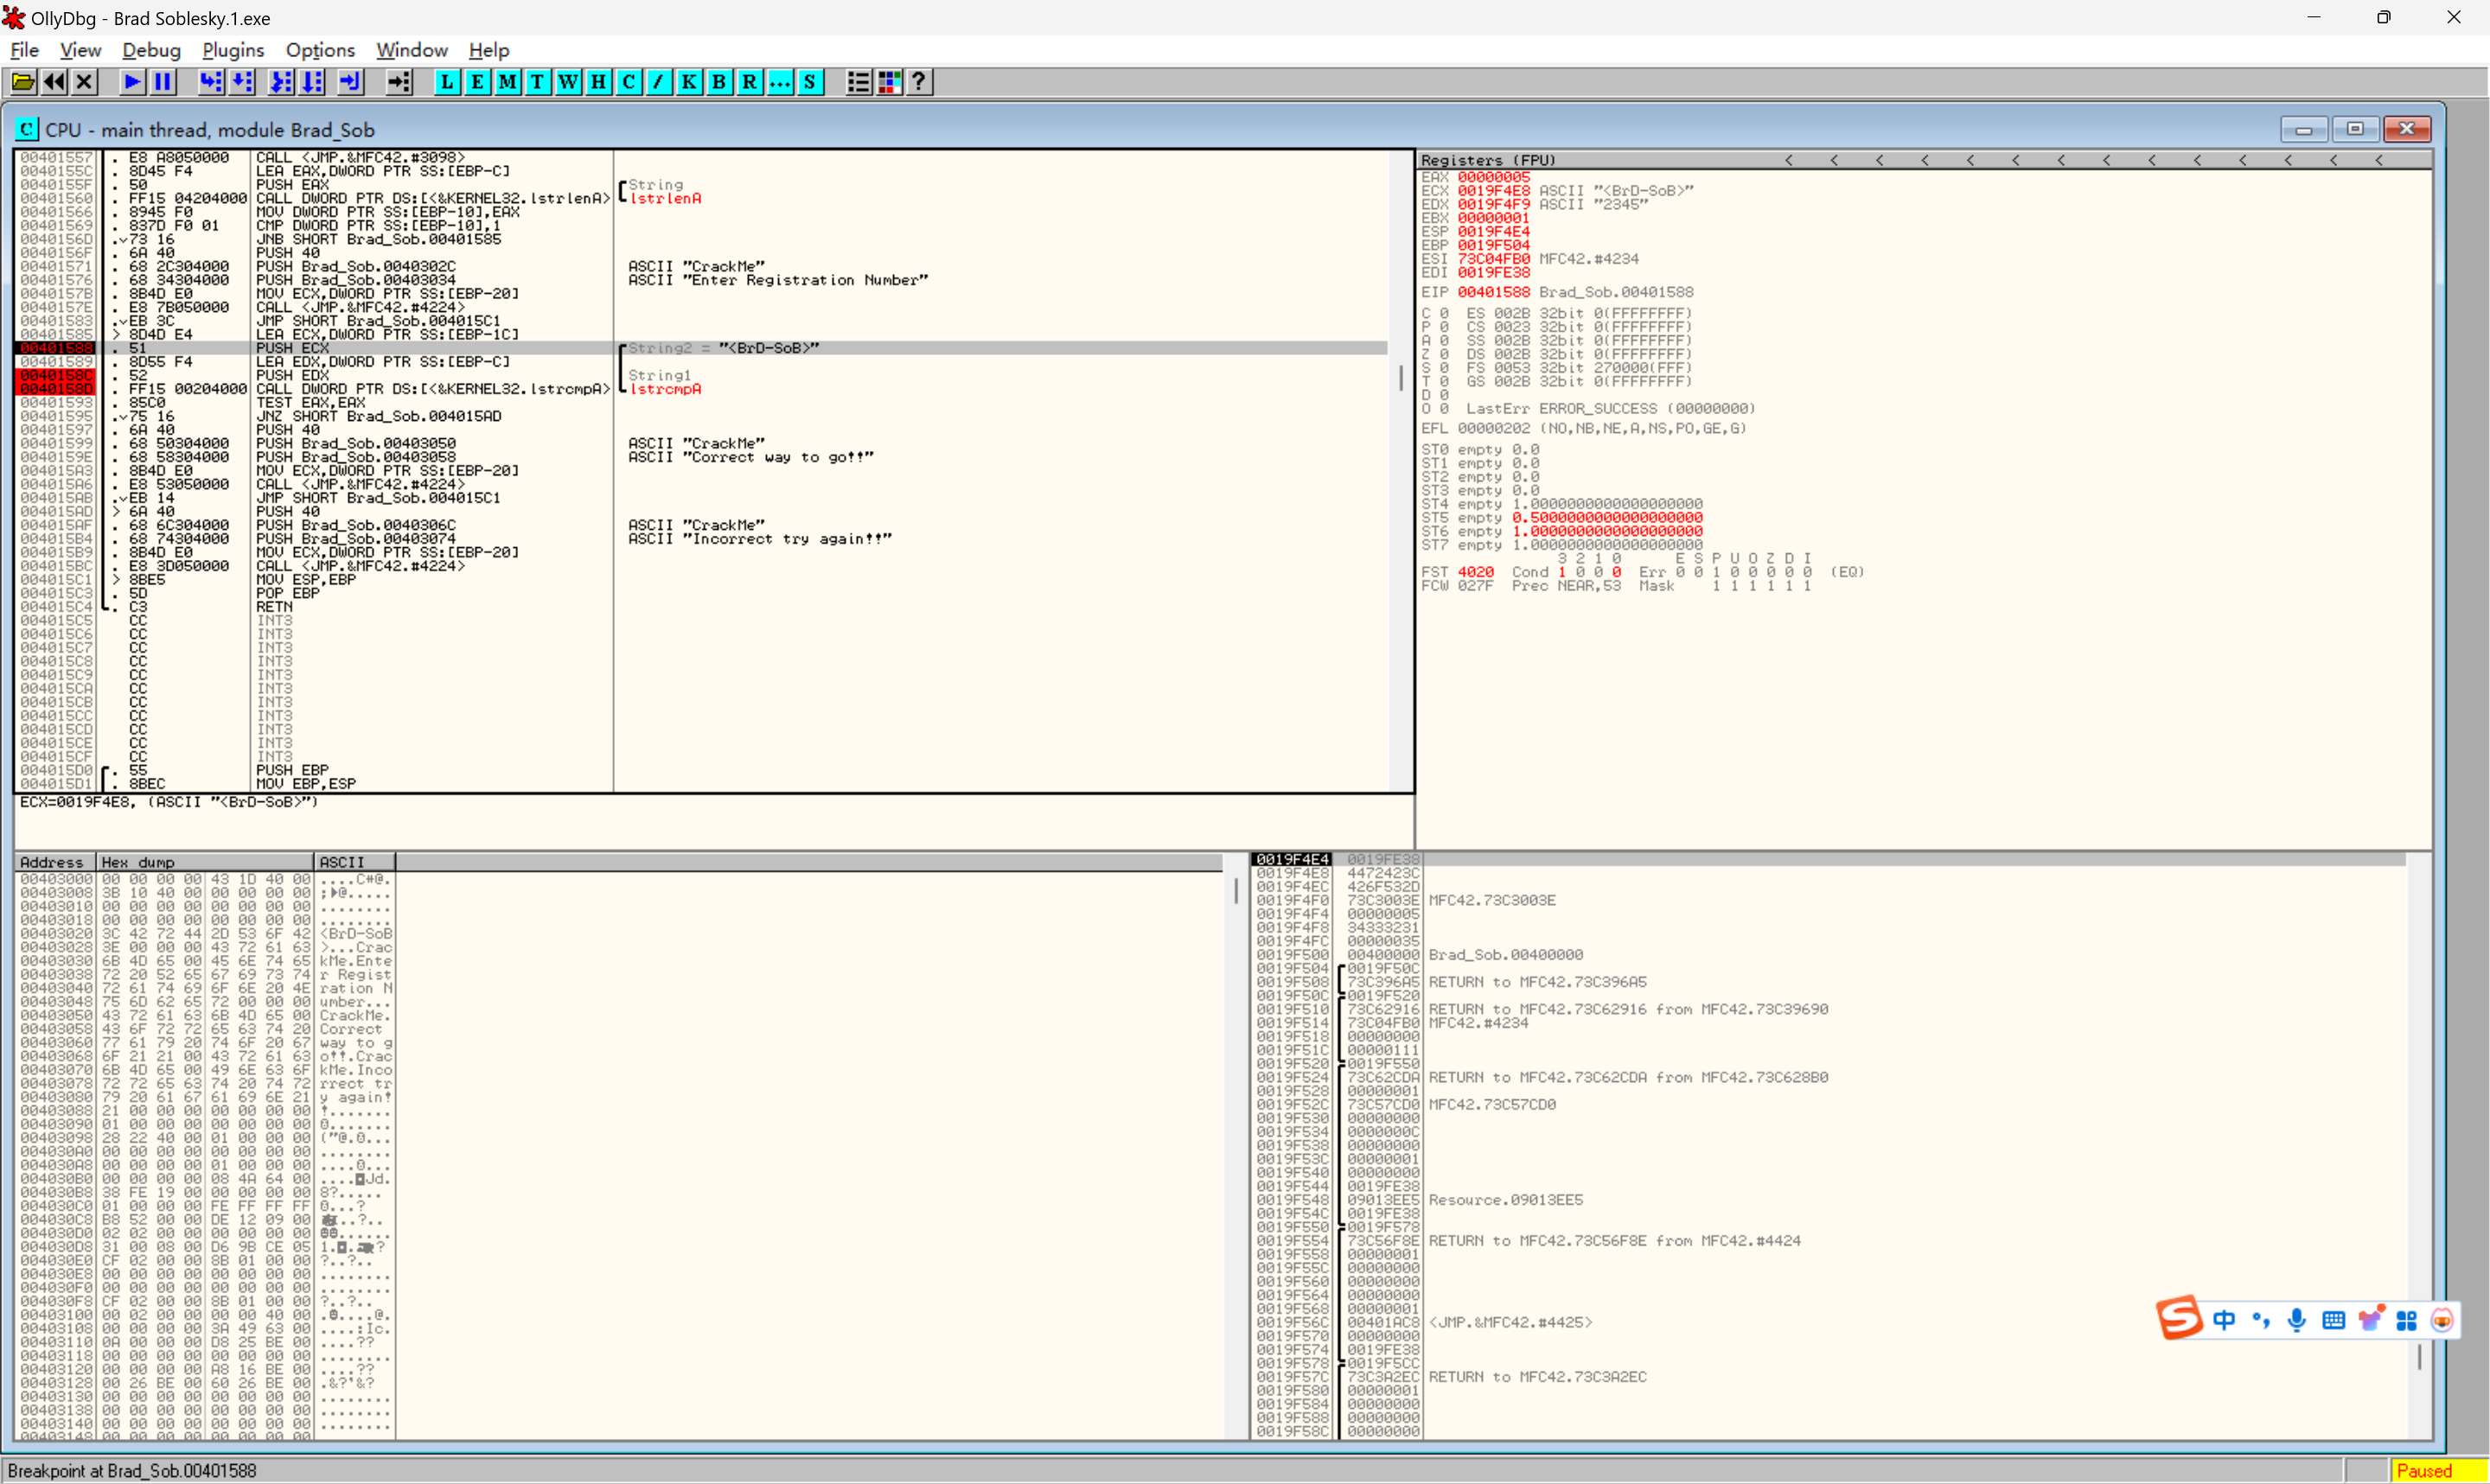 OllyDbg - Brad Soblesky.1.exe
File View Debug Plugins Options Window Help
L E M T W H C / K B R ... S ?
C CPU - main thread, module Brad_Sob
00401557 . E8 A8050000 CALL <JMP.&MFC42.#3098>
0040155C . 8D45 F4 LEA EAX,DWORD PTR SS:[EBP-C]
0040155F . 50 PUSH EAX String
00401560 . FF15 04204000 CALL DWORD PTR DS:[<&KERNEL32.lstrlenA>] lstrlenA
00401566 . 8945 F0 MOV DWORD PTR SS:[EBP-10],EAX
00401569 . 837D F0 01 CMP DWORD PTR SS:[EBP-10],1
0040156D .v73 16 JNB SHORT Brad_Sob.00401585
0040156F . 6A 40 PUSH 40
00401571 . 68 2C304000 PUSH Brad_Sob.0040302C ASCII "CrackMe"
00401576 . 68 34304000 PUSH Brad_Sob.00403034 ASCII "Enter Registration Number"
0040157B . 8B4D E0 MOV ECX,DWORD PTR SS:[EBP-20]
0040157E . E8 7B050000 CALL <JMP.&MFC42.#4224>
00401583 .vEB 3C JMP SHORT Brad_Sob.004015C1
00401585 > 8D4D E4 LEA ECX,DWORD PTR SS:[EBP-1C]
00401588 . 51 PUSH ECX String2 = "<BrD-SoB>"
00401589 . 8D55 F4 LEA EDX,DWORD PTR SS:[EBP-C]
0040158C . 52 PUSH EDX String1
0040158D . FF15 00204000 CALL DWORD PTR DS:[<&KERNEL32.lstrcmpA>] lstrcmpA
00401593 . 85C0 TEST EAX,EAX
00401595 .v75 16 JNZ SHORT Brad_Sob.004015AD
00401597 . 6A 40 PUSH 40
00401599 . 68 50304000 PUSH Brad_Sob.00403050 ASCII "CrackMe"
0040159E . 68 58304000 PUSH Brad_Sob.00403058 ASCII "Correct way to go!!"
004015A3 . 8B4D E0 MOV ECX,DWORD PTR SS:[EBP-20]
004015A6 . E8 53050000 CALL <JMP.&MFC42.#4224>
004015AB .vEB 14 JMP SHORT Brad_Sob.004015C1
004015AD > 6A 40 PUSH 40
004015AF . 68 6C304000 PUSH Brad_Sob.0040306C ASCII "CrackMe"
004015B4 . 68 74304000 PUSH Brad_Sob.00403074 ASCII "Incorrect try again!!"
004015B9 . 8B4D E0 MOV ECX,DWORD PTR SS:[EBP-20]
004015BC . E8 3D050000 CALL <JMP.&MFC42.#4224>
004015C1 > 8BE5 MOV ESP,EBP
004015C3 . 5D POP EBP
004015C4 . C3 RETN
004015C5 CC INT3
004015C6 CC INT3
004015C7 CC INT3
004015C8 CC INT3
004015C9 CC INT3
004015CA CC INT3
004015CB CC INT3
004015CC CC INT3
004015CD CC INT3
004015CE CC INT3
004015CF CC INT3
004015D0 . 55 PUSH EBP
004015D1 . 8BEC MOV EBP,ESP
ECX=0019F4E8, (ASCII "<BrD-SoB>")
Registers (FPU) < < < < < < < < < < < < < <
EAX 00000005
ECX 0019F4E8 ASCII "<BrD-SoB>"
EDX 0019F4F9 ASCII "2345"
EBX 00000001
ESP 0019F4E4
EBP 0019F504
ESI 73C04FB0 MFC42.#4234
EDI 0019FE38
EIP 00401588 Brad_Sob.00401588
C 0 ES 002B 32bit 0(FFFFFFFF)
P 0 CS 0023 32bit 0(FFFFFFFF)
A 0 SS 002B 32bit 0(FFFFFFFF)
Z 0 DS 002B 32bit 0(FFFFFFFF)
S 0 FS 0053 32bit 270000(FFF)
T 0 GS 002B 32bit 0(FFFFFFFF)
D 0
O 0 LastErr ERROR_SUCCESS (00000000)
EFL 00000202 (NO,NB,NE,A,NS,PO,GE,G)
ST0 empty 0.0
ST1 empty 0.0
ST2 empty 0.0
ST3 empty 0.0
ST4 empty 1.0000000000000000000
ST5 empty 0.5000000000000000000
ST6 empty 1.0000000000000000000
ST7 empty 1.0000000000000000000
3 2 1 0 E S P U O Z D I
FST 4020 Cond 1 0 0 0 Err 0 0 1 0 0 0 0 0 (EQ)
FCW 027F Prec NEAR,53 Mask 1 1 1 1 1 1
Address Hex dump ASCII
00403000 00 00 00 00 43 1D 40 00 ....C#@.
00403008 3B 10 40 00 00 00 00 00 ;▶@.....
00403010 00 00 00 00 00 00 00 00 ........
00403018 00 00 00 00 00 00 00 00 ........
00403020 3C 42 72 44 2D 53 6F 42 <BrD-SoB
00403028 3E 00 00 00 43 72 61 63 >...Crac
00403030 6B 4D 65 00 45 6E 74 65 kMe.Ente
00403038 72 20 52 65 67 69 73 74 r Regist
00403040 72 61 74 69 6F 6E 20 4E ration N
00403048 75 6D 62 65 72 00 00 00 umber...
00403050 43 72 61 63 6B 4D 65 00 CrackMe.
00403058 43 6F 72 72 65 63 74 20 Correct
00403060 77 61 79 20 74 6F 20 67 way to g
00403068 6F 21 21 00 43 72 61 63 o!!.Crac
00403070 6B 4D 65 00 49 6E 63 6F kMe.Inco
00403078 72 72 65 63 74 20 74 72 rrect tr
00403080 79 20 61 67 61 69 6E 21 y again!
00403088 21 00 00 00 00 00 00 00 !.......
00403090 01 00 00 00 00 00 00 00
00403098 28 22 40 00 01 00 00 00
004030A0 00 00 00 00 00 00 00 00 ........
004030A8 00 00 00 00 01 00 00 00
004030B0 00 00 00 00 08 4A 64 00
004030B8 38 FE 19 00 00 00 00 00 8?.....
004030C0 01 00 00 00 FE FF FF FF
004030C8 B8 52 00 00 DE 12 09 00
004030D0 02 02 00 00 00 00 00 00
004030D8 31 00 08 00 D6 9B CE 05
004030E0 CF 02 00 00 8B 01 00 00 ?..?..
004030E8 00 00 00 00 00 00 00 00 ........
004030F0 00 00 00 00 00 00 00 00 ........
004030F8 CF 02 00 00 8B 01 00 00 ?..?..
00403100 00 02 00 00 00 00 40 00
00403108 00 00 00 00 3A 49 63 00 ....:Ic.
00403110 0A 00 00 00 D8 25 BE 00 ....??
00403118 00 00 00 00 00 00 00 00 ........
00403120 00 00 00 00 A8 16 BE 00 ....??
00403128 00 26 BE 00 60 26 BE 00 .&?'&?
00403130 00 00 00 00 00 00 00 00 ........
00403138 00 00 00 00 00 00 00 00 ........
00403140 00 00 00 00 00 00 00 00 ........
00403148 00 00 00 00 00 00 00 00 ........
0019F4E4 0019FE38
0019F4E8 4472423C
0019F4EC 426F532D
0019F4F0 73C3003E MFC42.73C3003E
0019F4F4 00000005
0019F4F8 34333231
0019F4FC 00000035
0019F500 00400000 Brad_Sob.00400000
0019F504 0019F50C
0019F508 73C396A5 RETURN to MFC42.73C396A5
0019F50C 0019F520
0019F510 73C62916 RETURN to MFC42.73C62916 from MFC42.73C39690
0019F514 73C04FB0 MFC42.#4234
0019F518 00000000
0019F51C 00000111
0019F520 0019F550
0019F524 73C62CDA RETURN to MFC42.73C62CDA from MFC42.73C628B0
0019F528 00000001
0019F52C 73C57CD0 MFC42.73C57CD0
0019F530 00000000
0019F534 0000000C
0019F538 00000000
0019F53C 00000001
0019F540 00000000
0019F544 0019FE38
0019F548 09013EE5 Resource.09013EE5
0019F54C 0019FE38
0019F550 0019F578
0019F554 73C56F8E RETURN to MFC42.73C56F8E from MFC42.#4424
0019F558 00000001
0019F55C 00000000
0019F560 00000000
0019F564 00000000
0019F568 00000001
0019F56C 00401AC8 <JMP.&MFC42.#4425>
0019F570 00000000
0019F574 0019FE38
0019F578 0019F5CC
0019F57C 73C3A2EC RETURN to MFC42.73C3A2EC
0019F580 00000001
0019F584 00000000
0019F588 00000000
0019F58C 00000000
S 中
Breakpoint at Brad_Sob.00401588
Paused